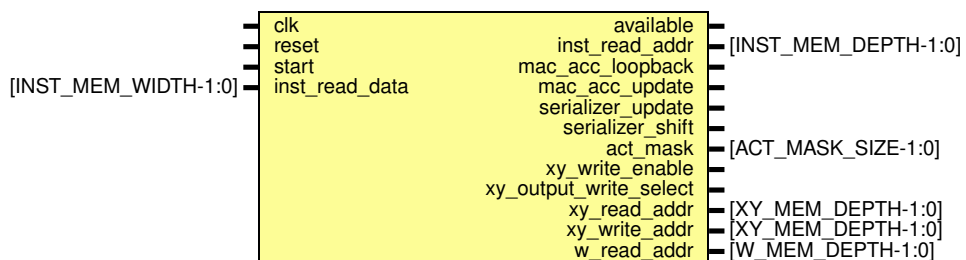 clk available
reset inst_read_addr [INST_MEM_DEPTH-1:0]
start mac_acc_loopback
[INST_MEM_WIDTH-1:0] inst_read_data mac_acc_update
serializer_update
serializer_shift
act_mask [ACT_MASK_SIZE-1:0]
xy_write_enable
xy_output_write_select
xy_read_addr [XY_MEM_DEPTH-1:0]
xy_write_addr [XY_MEM_DEPTH-1:0]
w_read_addr [W_MEM_DEPTH-1:0]